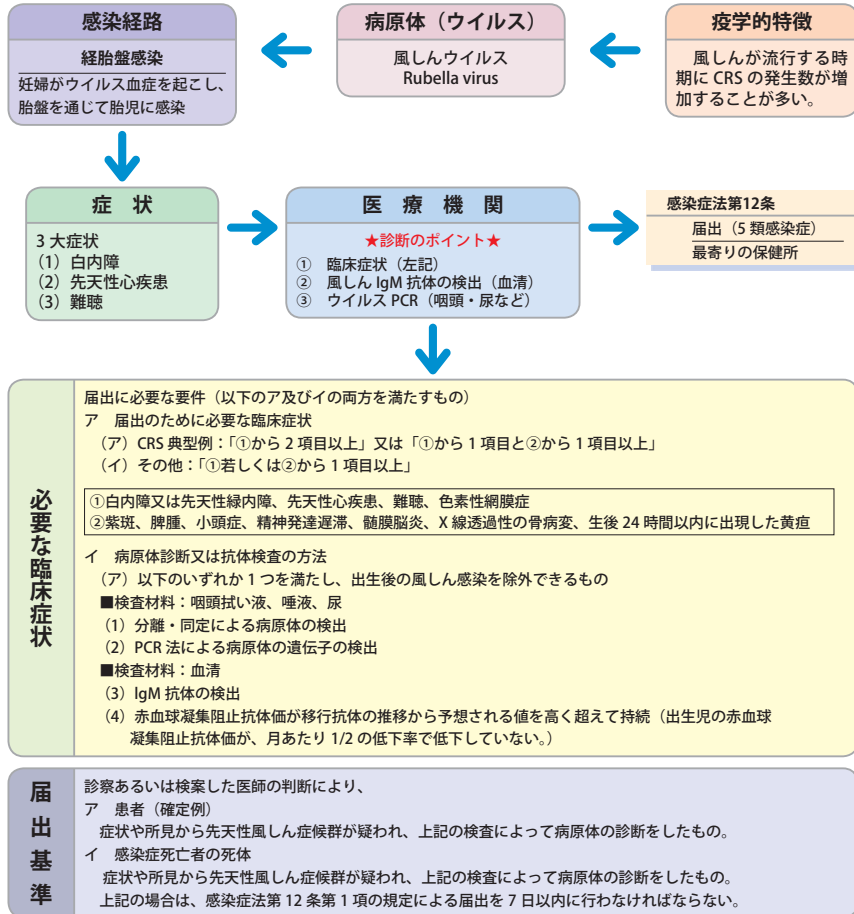 感染経路
経胎盤感染
妊婦がウイルス血症を起こし、
胎盤を通じて胎児に感染
病原体（ウイルス）
風しんウイルス
Rubella virus
疫学的特徴
風しんが流行する時
期に CRS の発生数が増
加することが多い。
症 状
3 大症状
（1）白内障
（2）先天性心疾患
（3）難聴
医 療 機 関
★診断のポイント★
① 臨床症状（左記）
② 風しん IgM 抗体の検出（血清）
③ ウイルス PCR（咽頭・尿など）
感染症法第12条
届出（5 類感染症）
最寄りの保健所
必要な臨床症状
届出に必要な要件（以下のア及びイの両方を満たすもの）
ア 届出のために必要な臨床症状
（ア）CRS 典型例：「①から 2 項目以上」又は「①から 1 項目と②から 1 項目以上」
（イ）その他：「①若しくは②から 1 項目以上」
①白内障又は先天性緑内障、先天性心疾患、難聴、色素性網膜症
②紫斑、脾腫、小頭症、精神発達遅滞、髄膜脳炎、X 線透過性の骨病変、生後 24 時間以内に出現した黄疸
イ 病原体診断又は抗体検査の方法
（ア）以下のいずれか 1 つを満たし、出生後の風しん感染を除外できるもの
■検査材料：咽頭拭い液、唾液、尿
（1）分離・同定による病原体の検出
（2）PCR 法による病原体の遺伝子の検出
■検査材料：血清
（3）IgM 抗体の検出
（4）赤血球凝集阻止抗体価が移行抗体の推移から予想される値を高く超えて持続（出生児の赤血球
凝集阻止抗体価が、月あたり 1/2 の低下率で低下していない。）
届出基準
診察あるいは検案した医師の判断により、
ア 患者（確定例）
症状や所見から先天性風しん症候群が疑われ、上記の検査によって病原体の診断をしたもの。
イ 感染症死亡者の死体
症状や所見から先天性風しん症候群が疑われ、上記の検査によって病原体の診断をしたもの。
上記の場合は、感染症法第 12 条第 1 項の規定による届出を 7 日以内に行わなければならない。